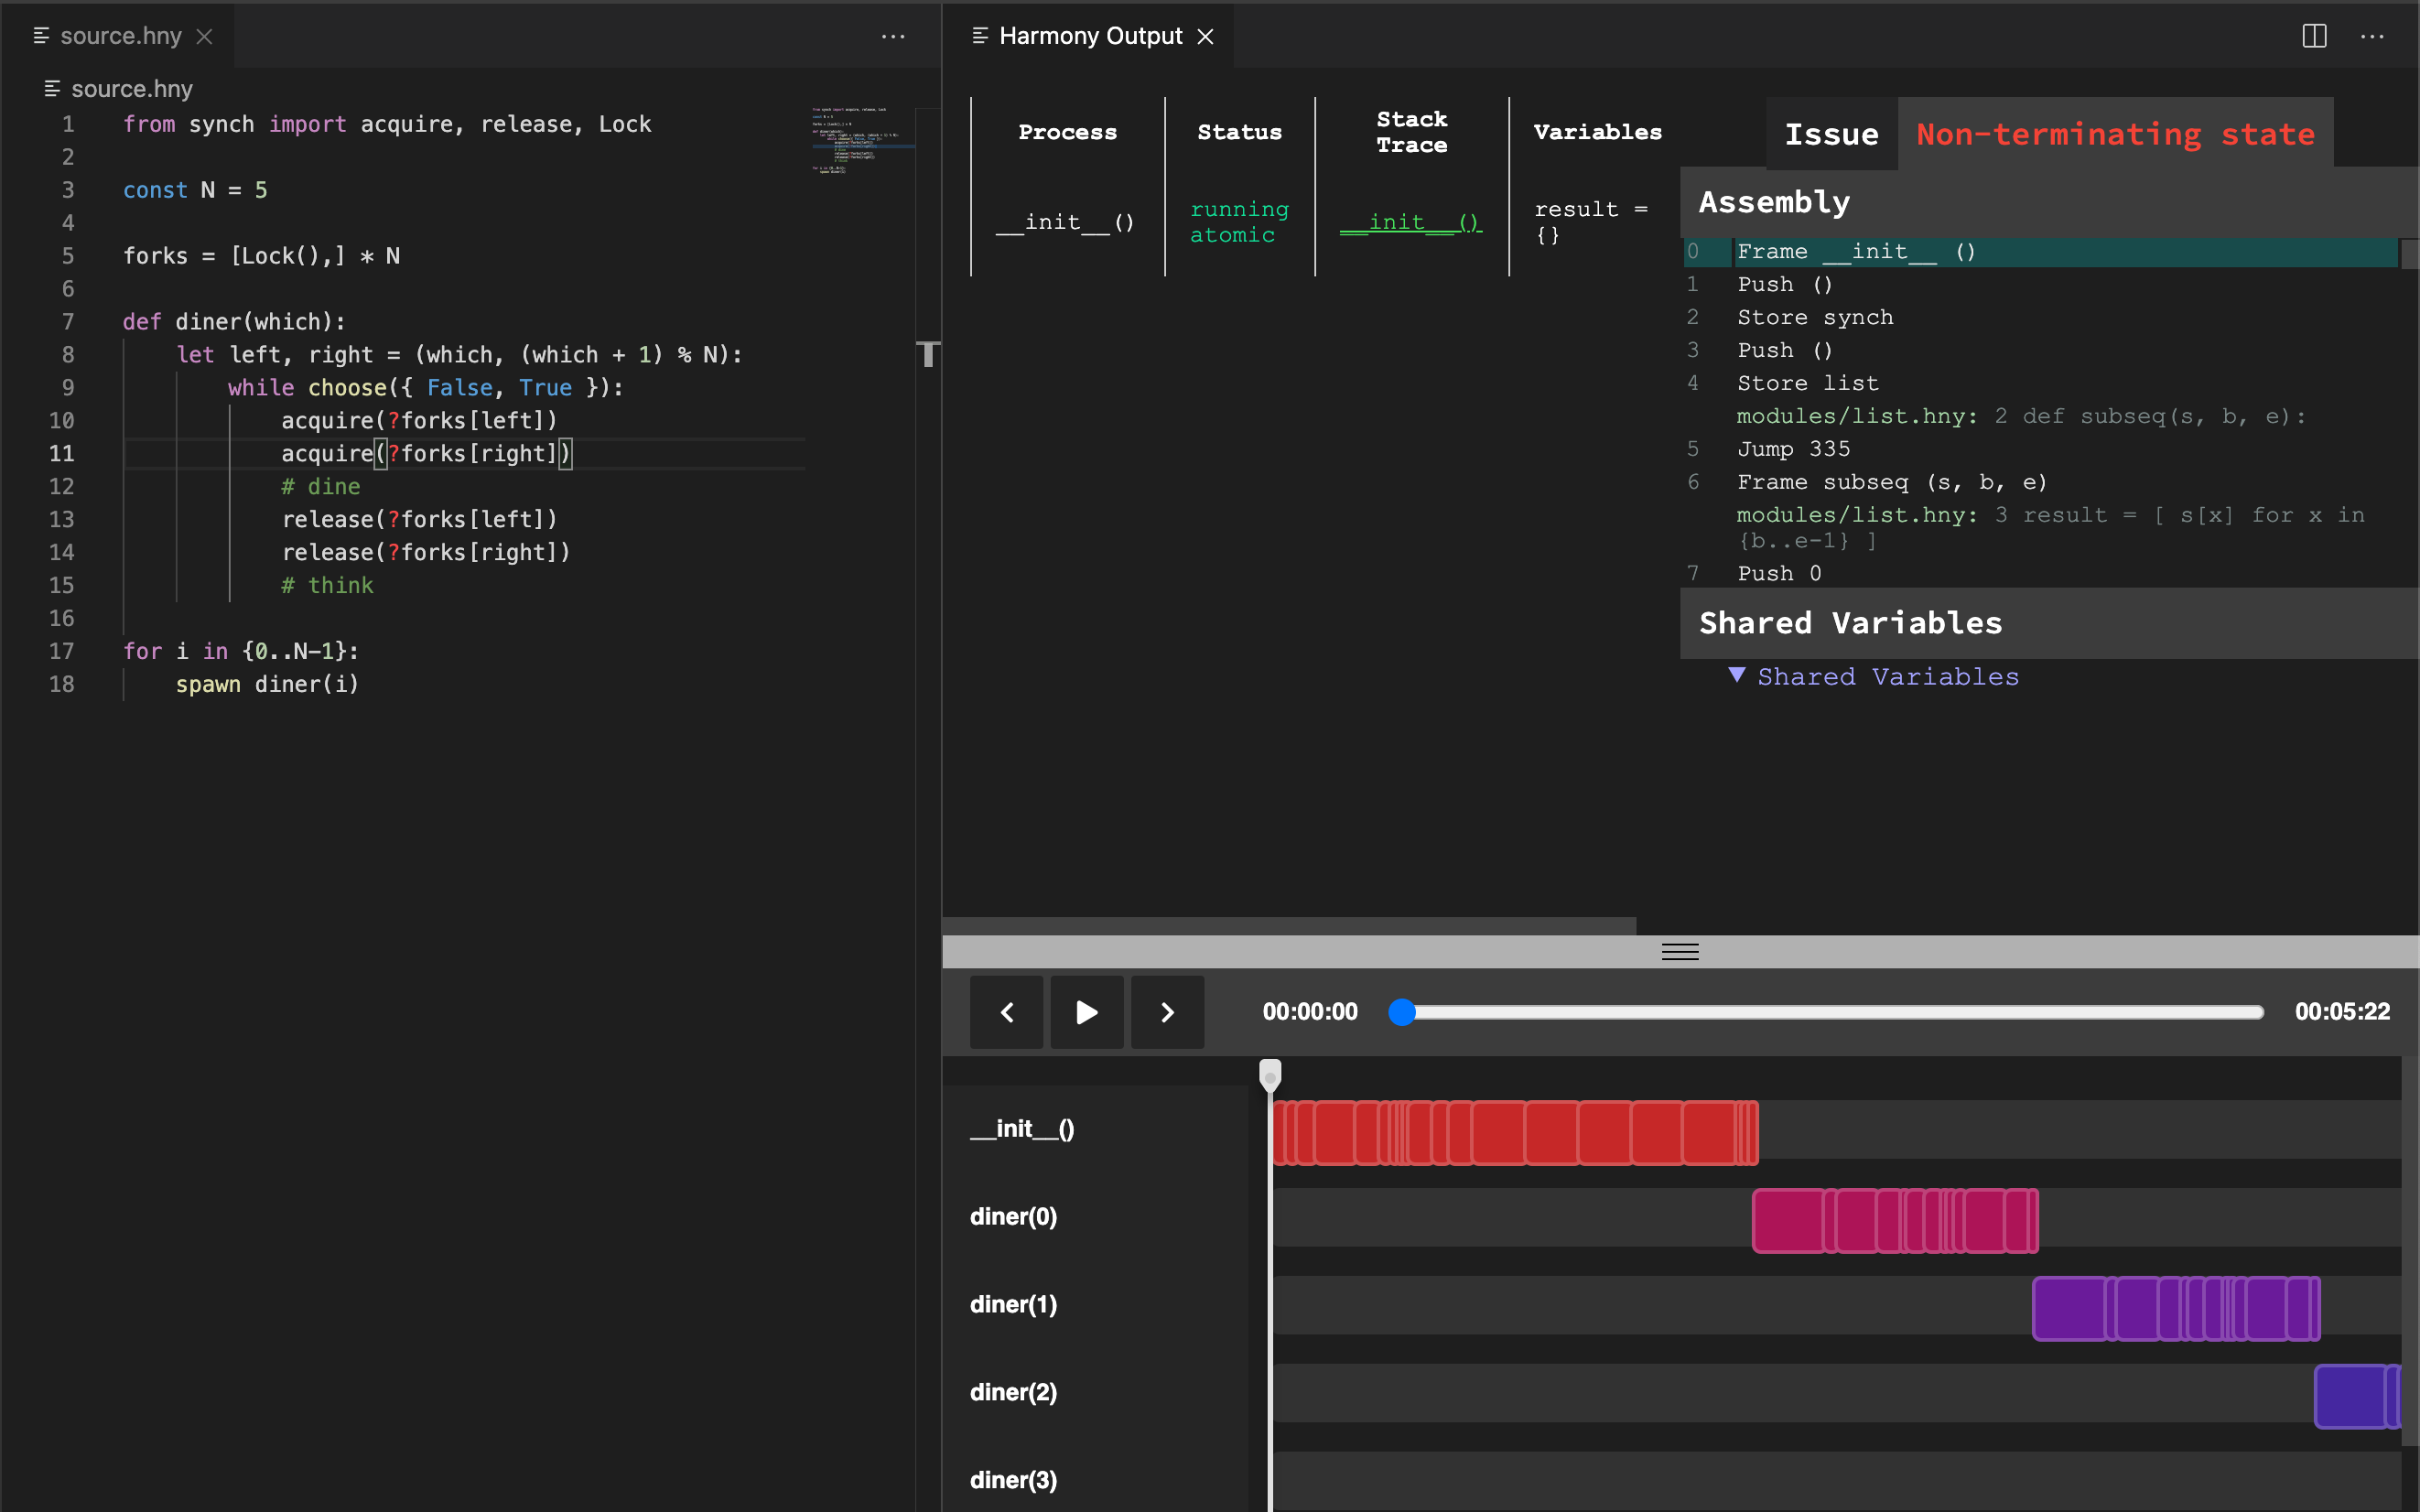 source.hny
source.hny
1 from synch import acquire, release, Lock
2
3 const N = 5
4
5 forks = [Lock(),] * N
6
7 def diner(which):
8 let left, right = (which, (which + 1) % N):
9 while choose({ False, True }):
10 acquire(?forks[left])
11 acquire(?forks[right])
12 # dine
13 release(?forks[left])
14 release(?forks[right])
15 # think
16
17 for i in {0..N-1}:
18 spawn diner(i)
Harmony Output
Process Status Stack Trace Variables
__init__() running atomic __init__() result = {}
Issue Non-terminating state
Assembly
0 Frame __init__ ()
1 Push ()
2 Store synch
3 Push ()
4 Store list
modules/list.hny: 2 def subseq(s, b, e):
5 Jump 335
6 Frame subseq (s, b, e)
modules/list.hny: 3 result = [ s[x] for x in
{b..e-1} ]
7 Push 0
Shared Variables
▼ Shared Variables
00:00:00 00:05:22
__init__()
diner(0)
diner(1)
diner(2)
diner(3)